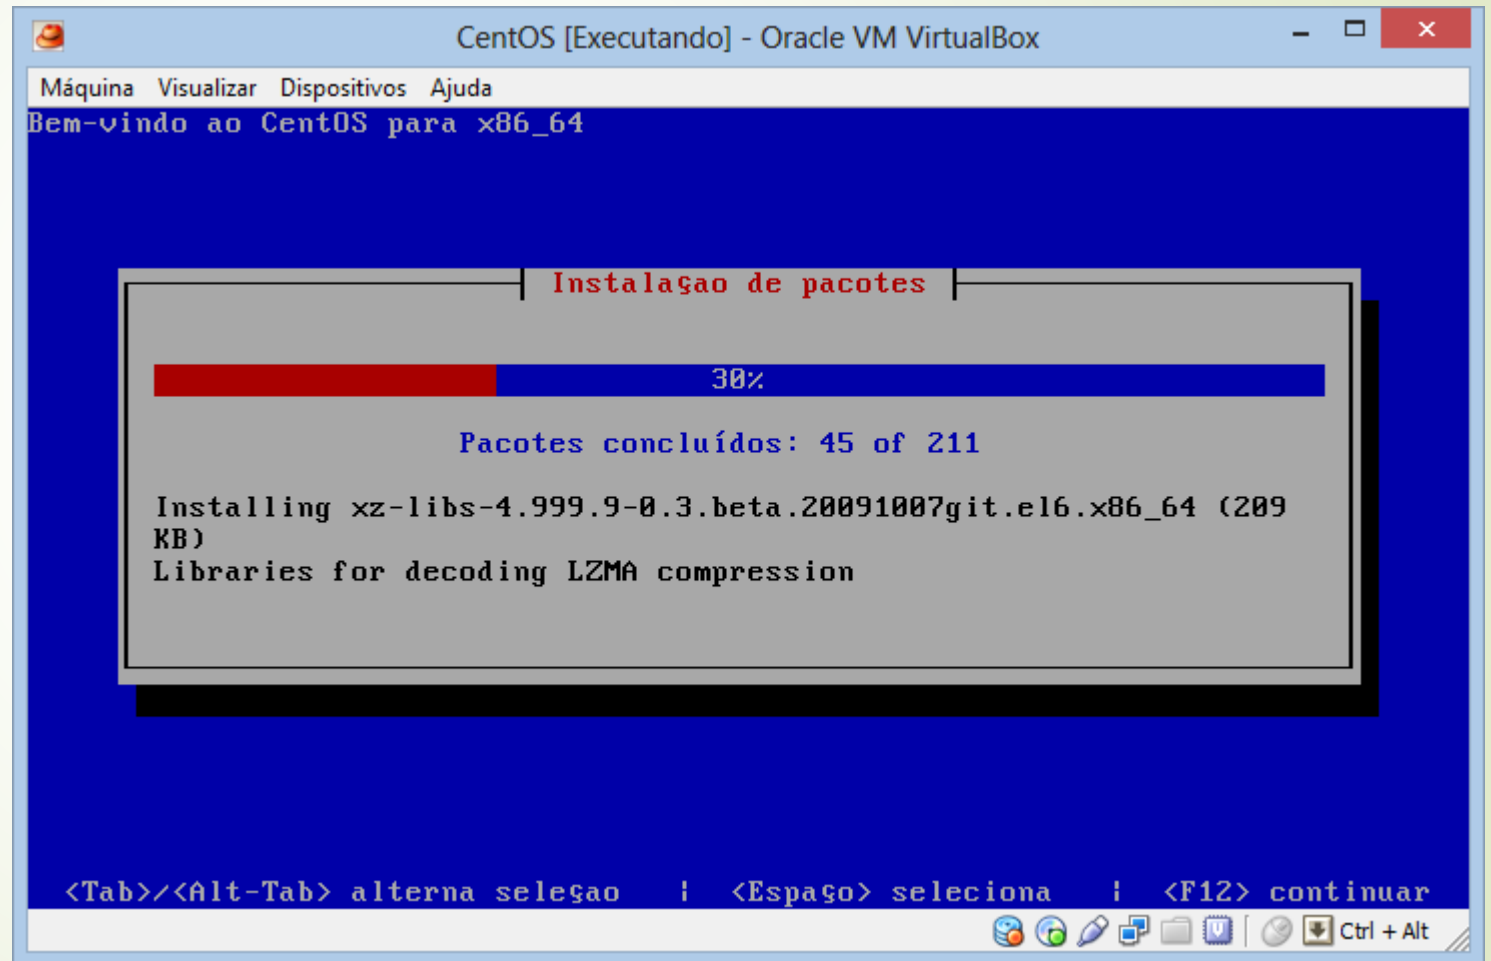 CentOS [Executando] - Oracle VM VirtualBox
Máquina Visualizar Dispositivos Ajuda
Bem-vindo ao CentOS para x86_64
Instalaçao de pacotes
30%
Pacotes concluídos: 45 of 211
Installing xz-libs-4.999.9-0.3.beta.20091007git.el6.x86_64 (209
KB)
Libraries for decoding LZMA compression
<Tab>/<Alt-Tab> alterna seleçao | <Espaço> seleciona | <F12> continuar
Ctrl + Alt